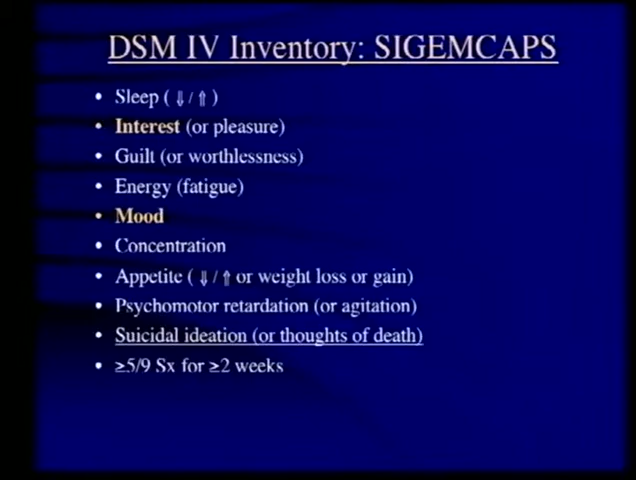 DSM IV Inventory: SIGEMCAPS
• Sleep ( ⇓ / ⇑ )
• Interest (or pleasure)
• Guilt (or worthlessness)
• Energy (fatigue)
• Mood
• Concentration
• Appetite ( ⇓ / ⇑ or weight loss or gain)
• Psychomotor retardation (or agitation)
• Suicidal ideation (or thoughts of death)
• ≥5/9 Sx for ≥2 weeks